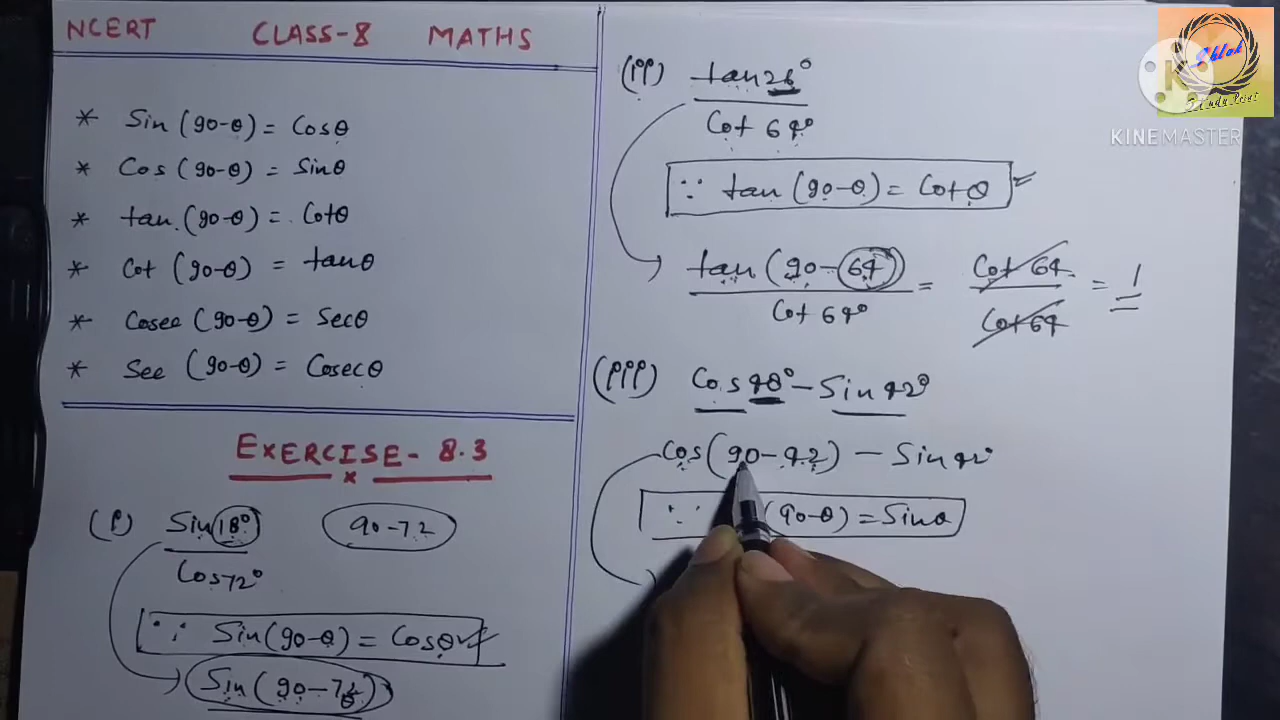 NCERT CLASS-8 MATHS
* Sin (90-θ) = Cosθ
* Cos (90-θ) = Sinθ
* tan (90-θ) = Cotθ
* Cot (90-θ) = tanθ
* Cosec (90-θ) = Secθ
* Sec (90-θ) = Cosecθ
EXERCISE- 8.3
×
(i) Sin 18° 90-72
Cos 72°
∵ Sin(90-θ) = Cosθ
Sin (90-72)
θ
(ii) tan 26°
Cot 64°
∵ tan (90-θ) = Cotθ
tan (90-64) = Cot 64 = 1
Cot 64° Cot 64
(iii) Cos 48° - Sin 42°
Cos (90-42) - Sin 42°
∵ (90-θ) = Sinθ
Shlok
Study Point
K
KINEMASTER